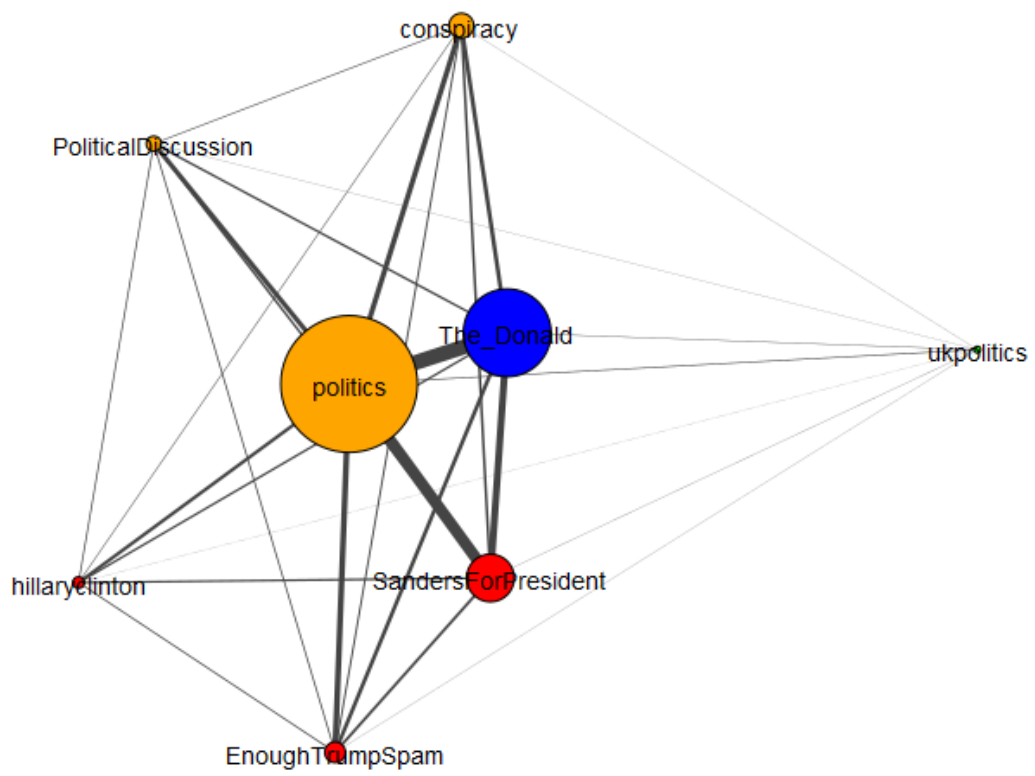 conspiracy
PoliticalDiscussion
The_Donald
ukpolitics
politics
SandersForPresident
hillaryclinton
EnoughTrumpSpam